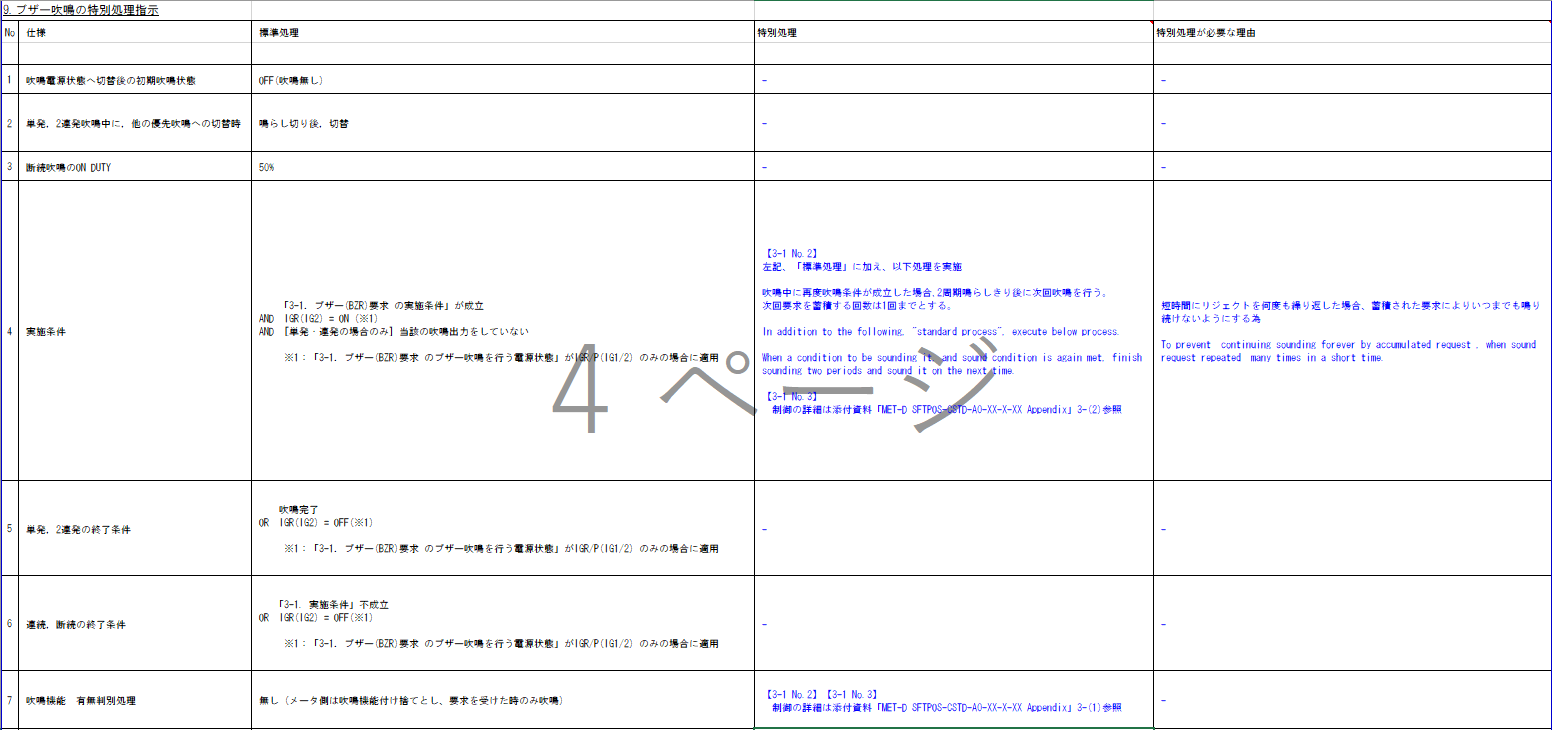 9. ブザー吹鳴の特別処理指示
No 仕様 標準処理 特別処理 特別処理が必要な理由
1 吹鳴電源状態へ切替後の初期吹鳴状態 OFF(吹鳴無し) - -
2 単発, 2連発吹鳴中に, 他の優先吹鳴への切替時 鳴らし切り後, 切替 - -
3 断続吹鳴のON DUTY 50% - -
4 実施条件
「3-1. ブザー(BZR)要求 の実施条件」が成立
AND IGR(IG2) = ON (※1)
AND [単発・連発の場合のみ] 当該の吹鳴出力をしていない
※1：「3-1. ブザー(BZR)要求 のブザー吹鳴を行う電源状態」がIGR/P(IG1/2) のみの場合に適用
【3-1 No.2】
左記、「標準処理」に加え、以下処理を実施
吹鳴中に再度吹鳴条件が成立した場合,2周期鳴らしきり後に次回吹鳴を行う。
次回要求を蓄積する回数は1回までとする。
In addition to the following, "standard process", execute below process.
When a condition to be sounding it, and sound condition is again met, finish
sounding two periods and sound it on the next time.
【3-1 No.3】
制御の詳細は添付資料「MET-D SFTPOS-CSTD-A0-XX-X-XX Appendix」3-(2)参照
短時間にリジェクトを何度も繰り返した場合、蓄積された要求によりいつまでも鳴り
続けないようにする為
To prevent continuing sounding forever by accumulated request , when sound
request repeated many times in a short time.
4 ページ
5 単発, 2連発の終了条件
吹鳴完了
OR IGR(IG2) = OFF(※1)
※1：「3-1. ブザー(BZR)要求 のブザー吹鳴を行う電源状態」がIGR/P(IG1/2) のみの場合に適用
- -
6 連続, 断続の終了条件
「3-1. 実施条件」不成立
OR IGR(IG2) = OFF(※1)
※1：「3-1. ブザー(BZR)要求 のブザー吹鳴を行う電源状態」がIGR/P(IG1/2) のみの場合に適用
- -
7 吹鳴機能 有無判別処理 無し (メータ側は吹鳴機能付け捨てとし、要求を受けた時のみ吹鳴)
【3-1 No.2】【3-1 No.3】
制御の詳細は添付資料「MET-D SFTPOS-CSTD-A0-XX-X-XX Appendix」3-(1)参照
-